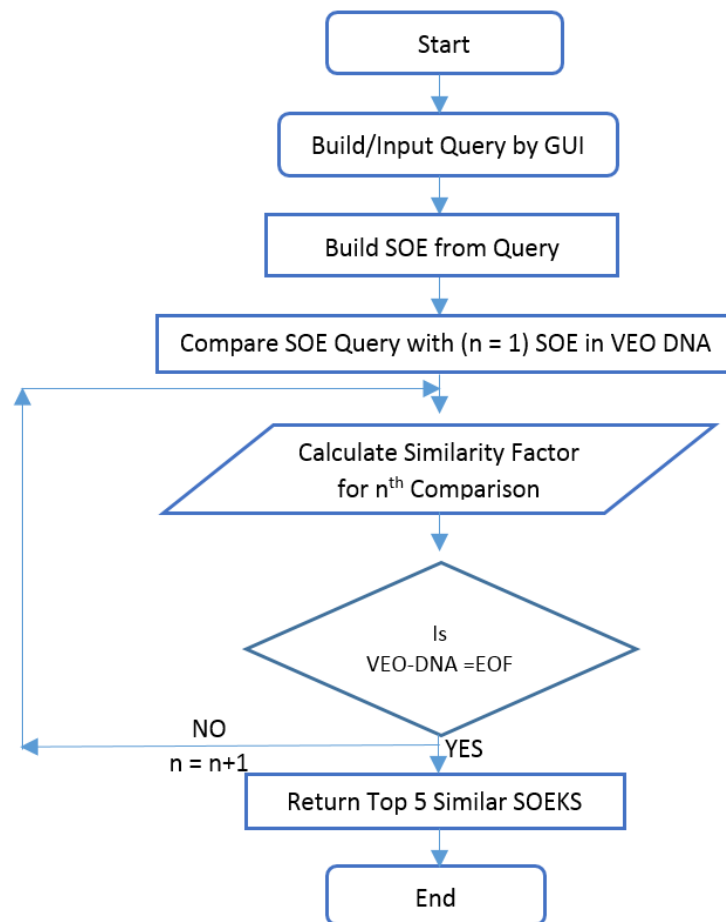 Start
Build/Input Query by GUI
Build SOE from Query
Compare SOE Query with (n = 1) SOE in VEO DNA
Calculate Similarity Factor
for nth Comparison
Is
VEO-DNA =EOF
NO
n = n+1
YES
Return Top 5 Similar SOEKS
End